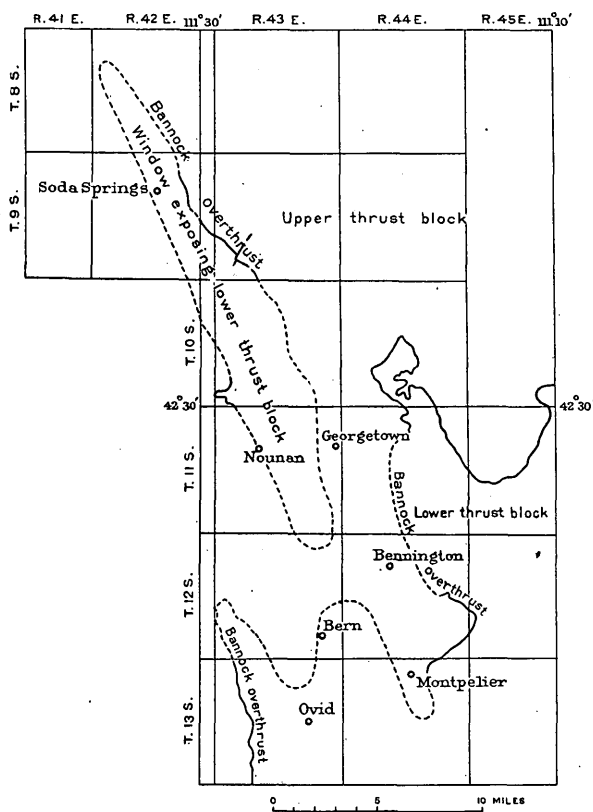 R.41 E. R.42 E. 111°30′ R.43 E. R.44 E. R.45E. 111°10′
T. 8 S.
Bannock overthrust
Window exposing lower thrust block
Soda Springs
T. 9 S.
Upper thrust block
T. 10 S.
42°30′
42°30
Georgetown
Nounan
T. 11 S.
Bannock overthrust
Lower thrust block
Bennington
T. 12 S.
Bern
Bannock overthrust
Montpelier
Ovid
T. 13 S.
0 5 10 MILES